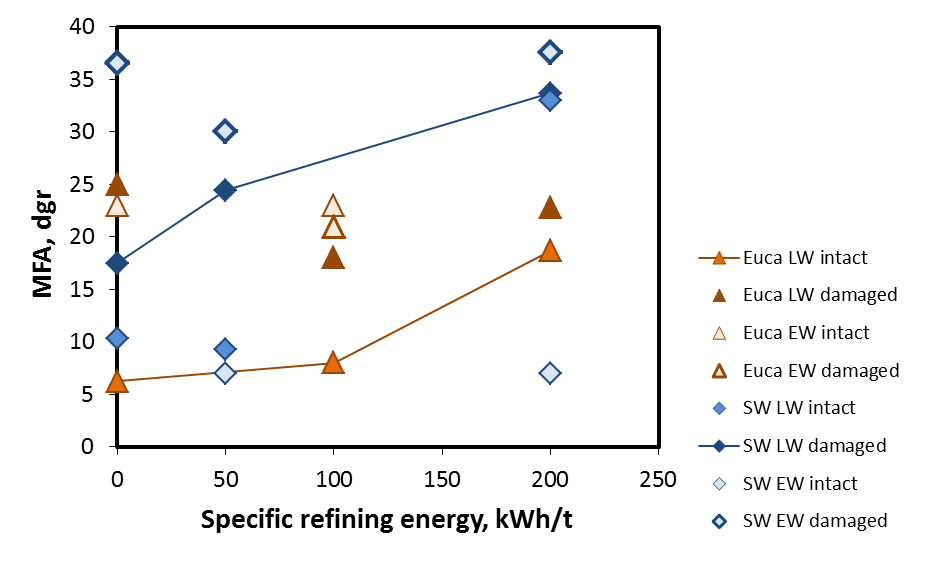 40
35
30
25
20
15
10
5
0
MFA, dgr
0 50 100 150 200 250
Specific refining energy, kWh/t
Euca LW intact
Euca LW damaged
Euca EW intact
Euca EW damaged
SW LW intact
SW LW damaged
SW EW intact
SW EW damaged